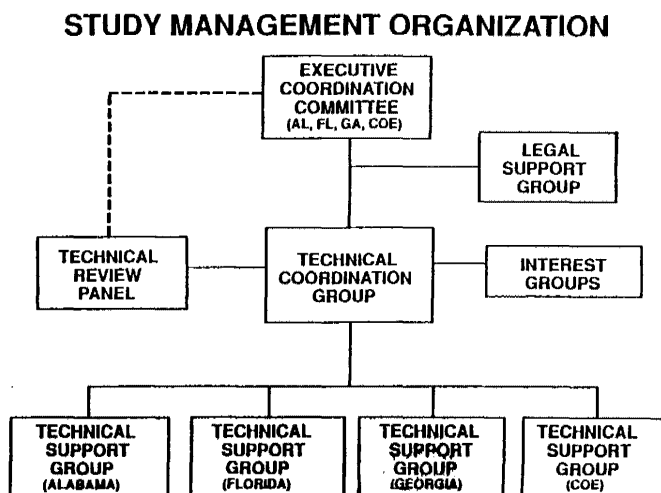 STUDY MANAGEMENT ORGANIZATION
EXECUTIVE
COORDINATION
COMMITTEE
(AL, FL, GA, COE)
LEGAL
SUPPORT
GROUP
TECHNICAL
REVIEW
PANEL
TECHNICAL
COORDINATION
GROUP
INTEREST
GROUPS
TECHNICAL
SUPPORT
GROUP
(ALABAMA)
TECHNICAL
SUPPORT
GROUP
(FLORIDA)
TECHNICAL
SUPPORT
GROUP
(GEORGIA)
TECHNICAL
SUPPORT
GROUP
(COE)